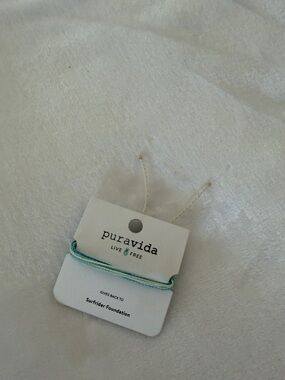 puravida
LIVE FREE
GIVES BACK TO
Surfrider Foundation